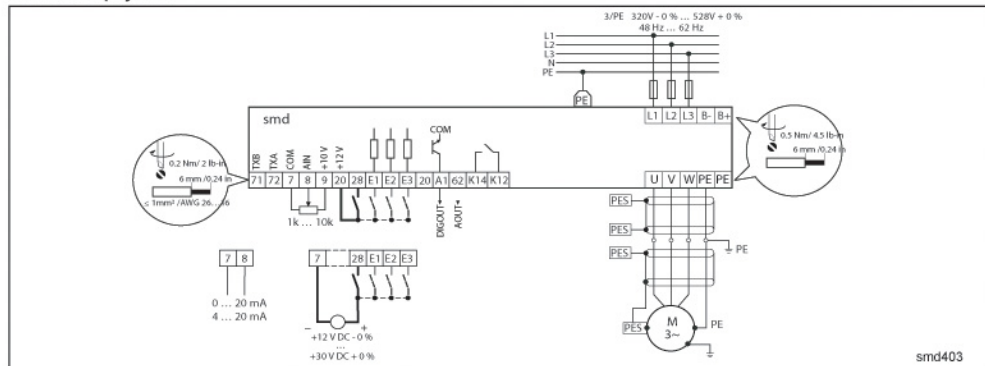 3/PE 320V - 0 % ... 528V + 0 %
48 Hz ... 62 Hz
L1
L2
L3
N
PE
PE
smd
L1 L2 L3 B- B+
0.5 Nm/ 4.5 lb-in
6 mm /0.24 in
0.2 Nm/ 2 lb-in
6 mm /0.24 in
≤ 1mm² /AWG 26...16
TXB TXA COM AIN +10 V +12 V
COM
71 72 7 8 9 20 28 E1 E2 E3 20 A1 62 K14 K12
U V W PE PE
1k ... 10k
DIGOUT
AOUT
PES
PES
PE
PES
PES
PE
M
3~
7 8
0 ... 20 mA
4 ... 20 mA
7 28 E1 E2 E3
− +
+12 V DC - 0 %
...
+30 V DC + 0 %
smd403